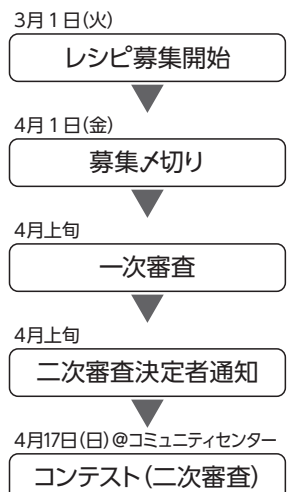 3月1日(火)
レシピ募集開始
4月1日(金)
募集〆切り
4月上旬
一次審査
4月上旬
二次審査決定者通知
4月17日(日)@コミュニティセンター
コンテスト(二次審査)